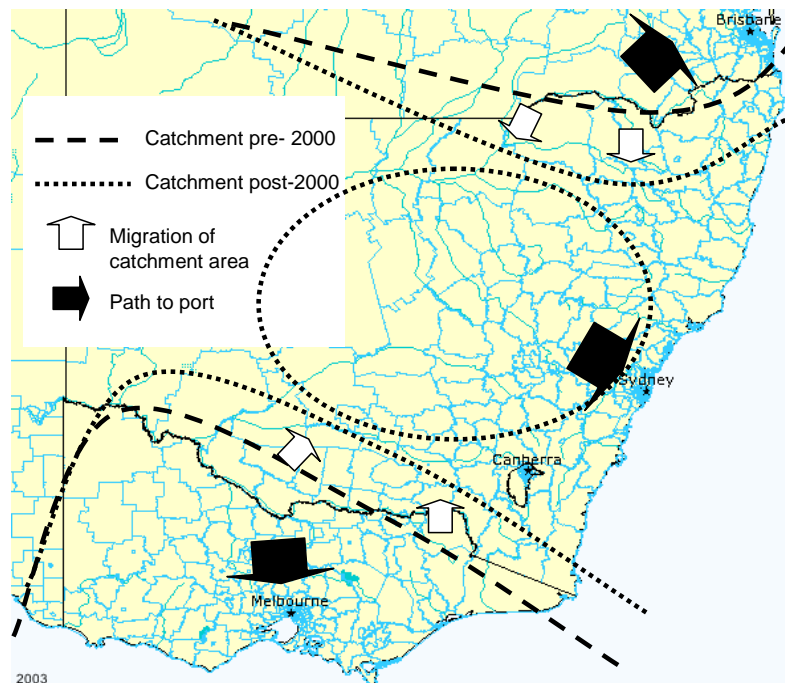 Brisbane
Catchment pre- 2000
Catchment post-2000
Migration of
catchment area
Path to port
Sydney
Canberra
Melbourne
2003